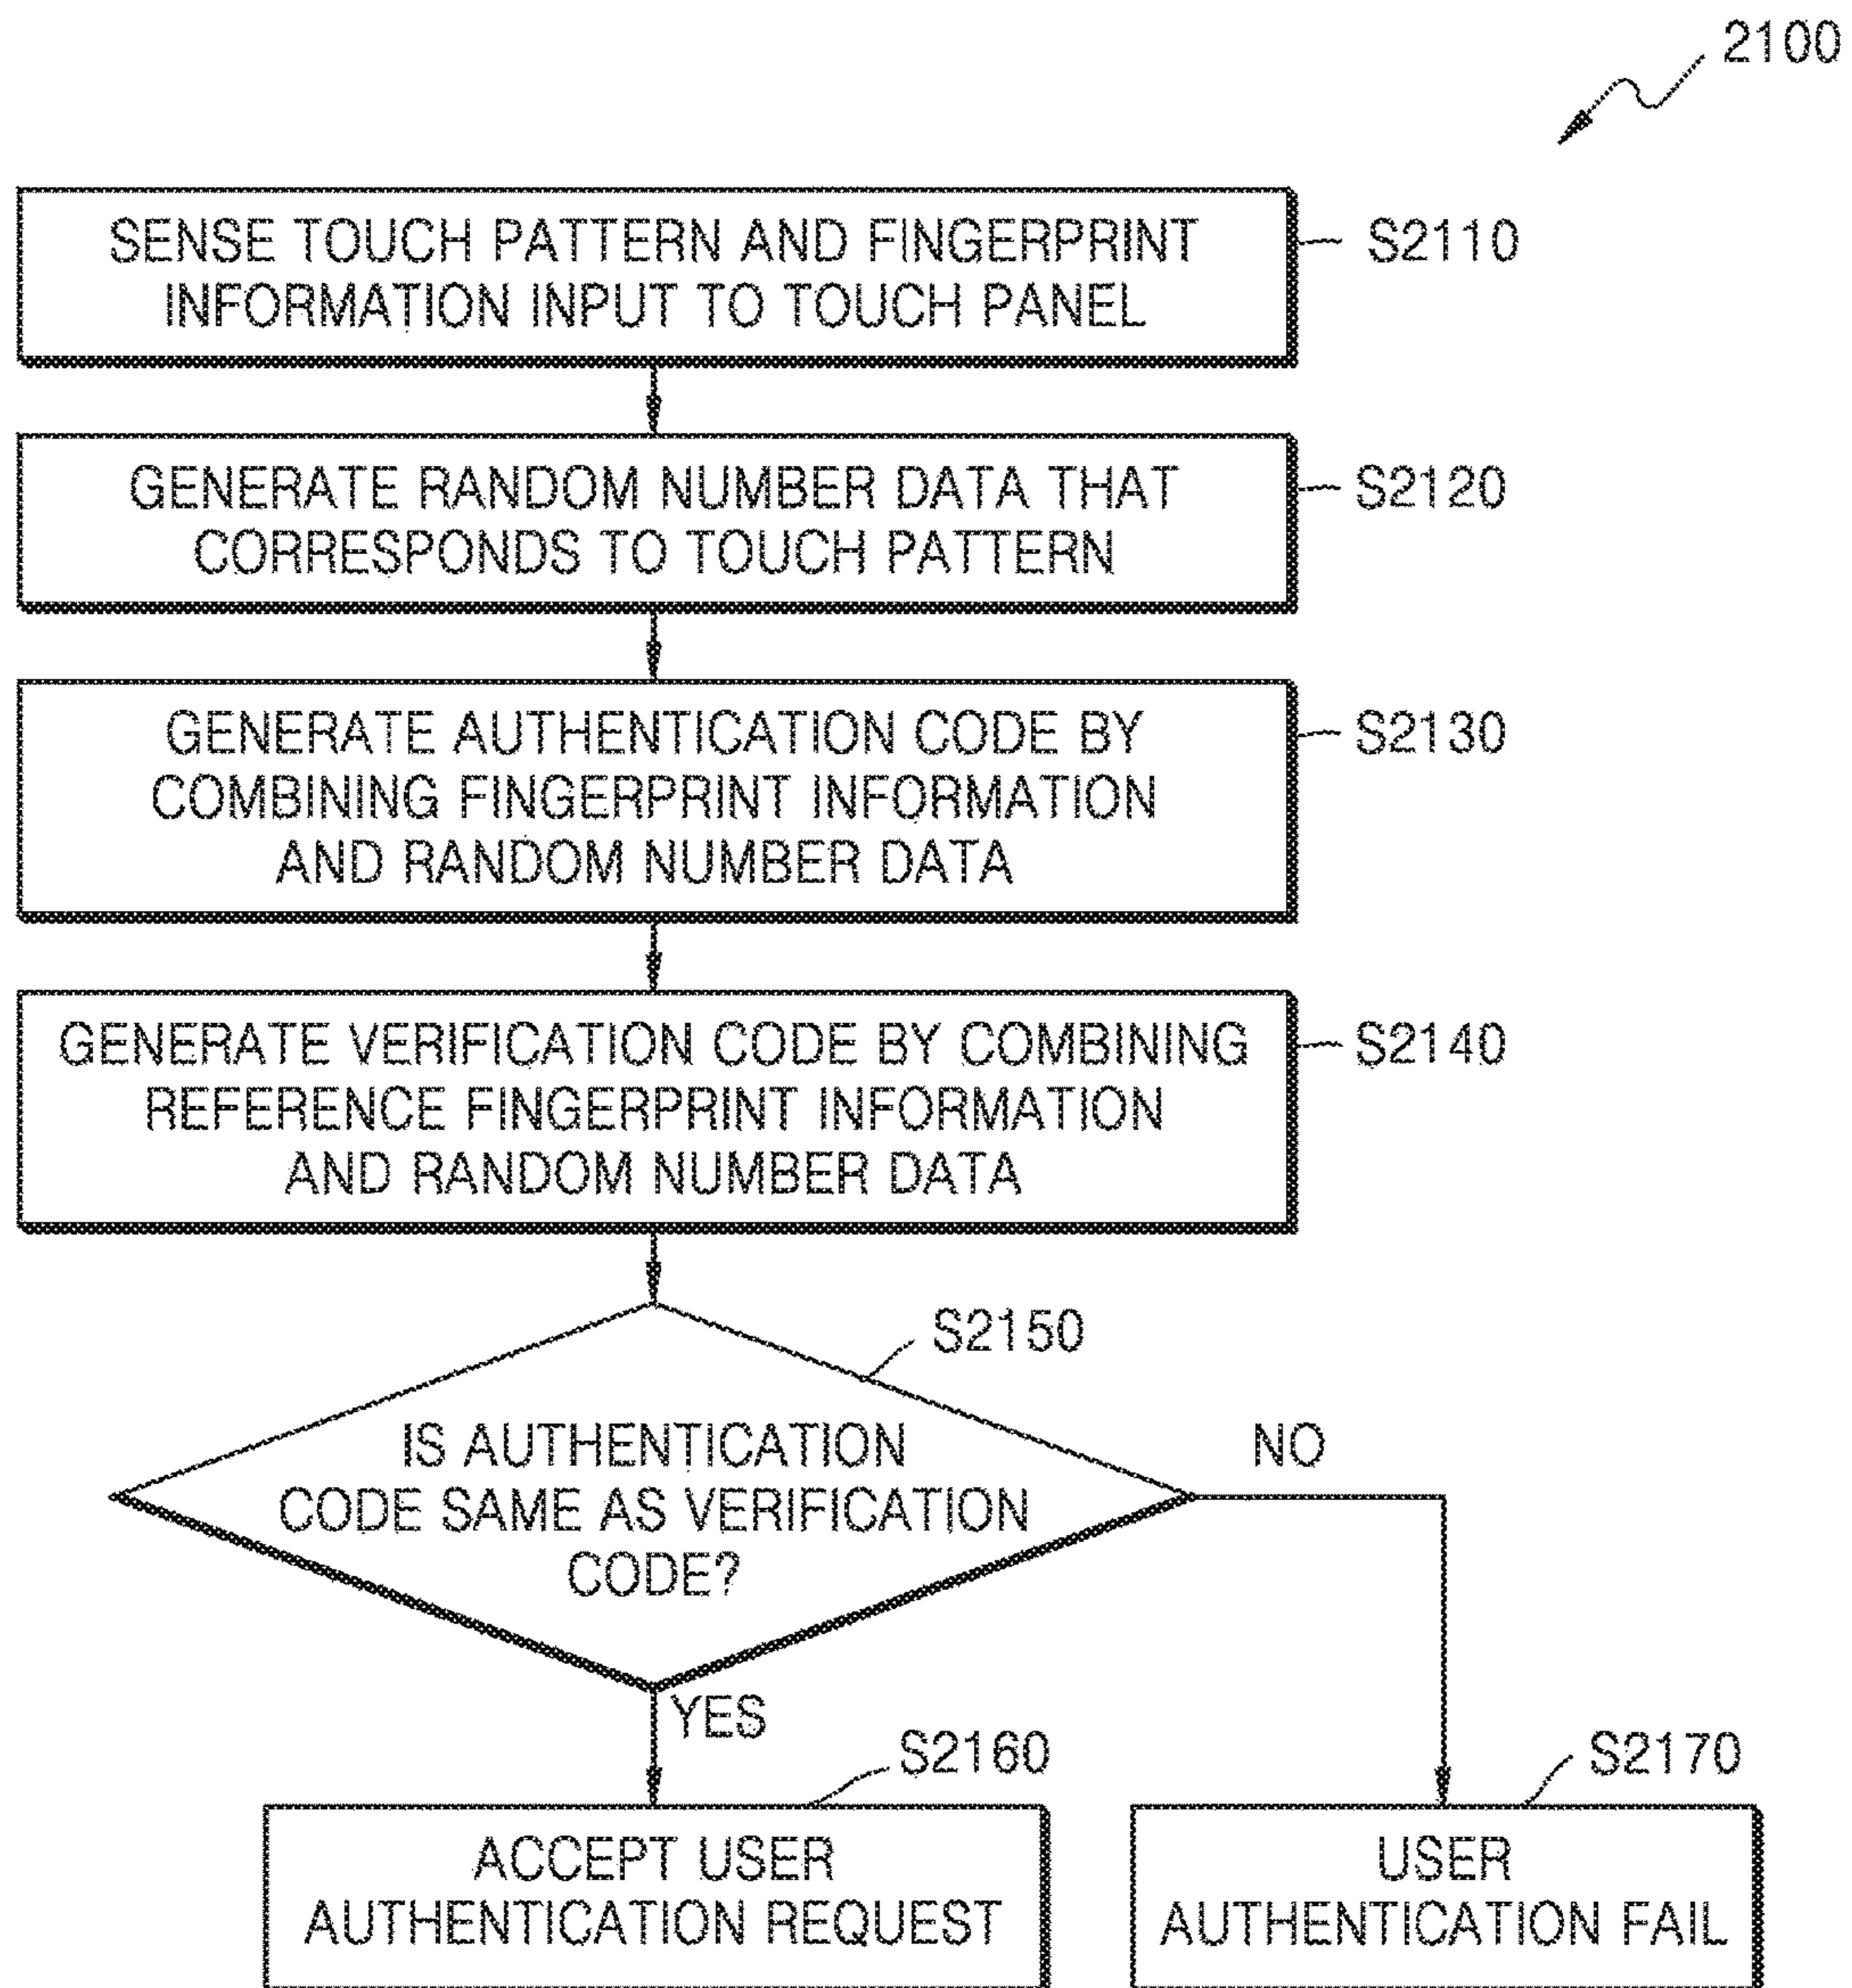 2100
SENSE TOUCH PATTERN AND FINGERPRINT
INFORMATION INPUT TO TOUCH PANEL
S2110
GENERATE RANDOM NUMBER DATA THAT
CORRESPONDS TO TOUCH PATTERN
S2120
GENERATE AUTHENTICATION CODE BY
COMBINING FINGERPRINT INFORMATION
AND RANDOM NUMBER DATA
S2130
GENERATE VERIFICATION CODE BY COMBINING
REFERENCE FINGERPRINT INFORMATION
AND RANDOM NUMBER DATA
S2140
S2150
IS AUTHENTICATION
CODE SAME AS VERIFICATION
CODE?
NO
YES
S2160
ACCEPT USER
AUTHENTICATION REQUEST
S2170
USER
AUTHENTICATION FAIL